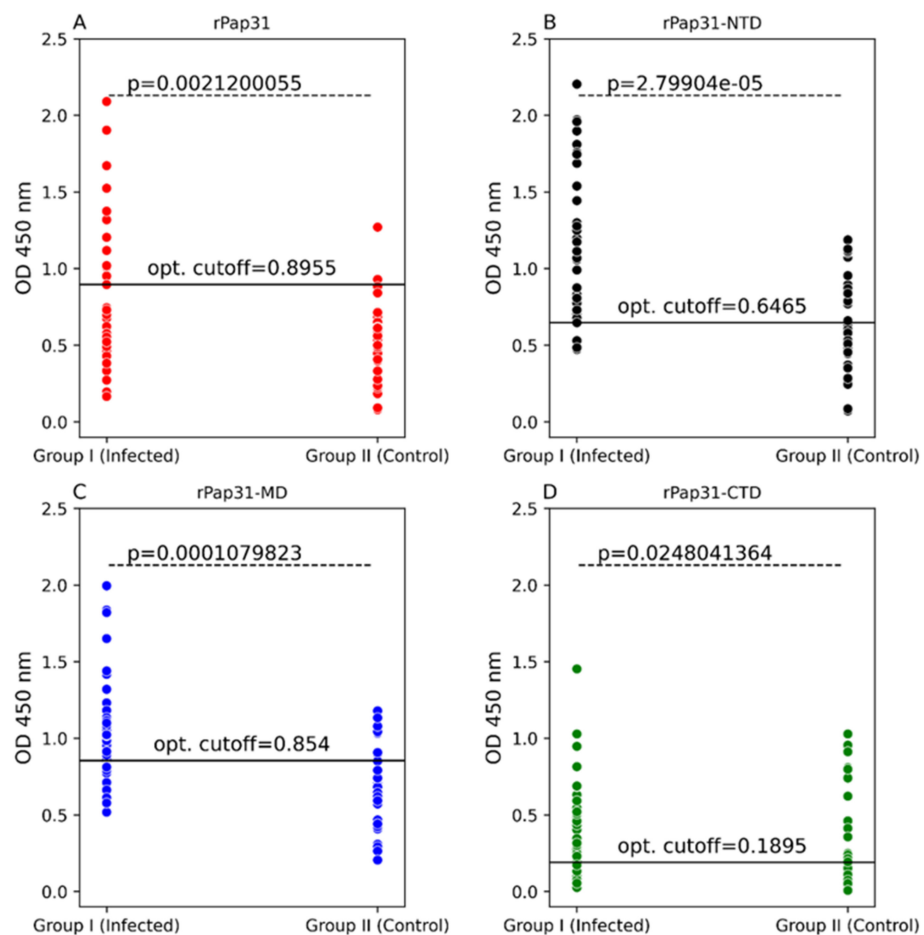 A
rPap31
2.5
2.0
1.5
1.0
0.5
0.0
OD 450 nm
p=0.0021200055
opt. cutoff=0.8955
Group I (Infected)
Group II (Control)
B
rPap31-NTD
2.5
2.0
1.5
1.0
0.5
0.0
OD 450 nm
p=2.79904e-05
opt. cutoff=0.6465
Group I (Infected)
Group II (Control)
C
rPap31-MD
2.5
2.0
1.5
1.0
0.5
0.0
OD 450 nm
p=0.0001079823
opt. cutoff=0.854
Group I (Infected)
Group II (Control)
D
rPap31-CTD
2.5
2.0
1.5
1.0
0.5
0.0
OD 450 nm
p=0.0248041364
opt. cutoff=0.1895
Group I (Infected)
Group II (Control)